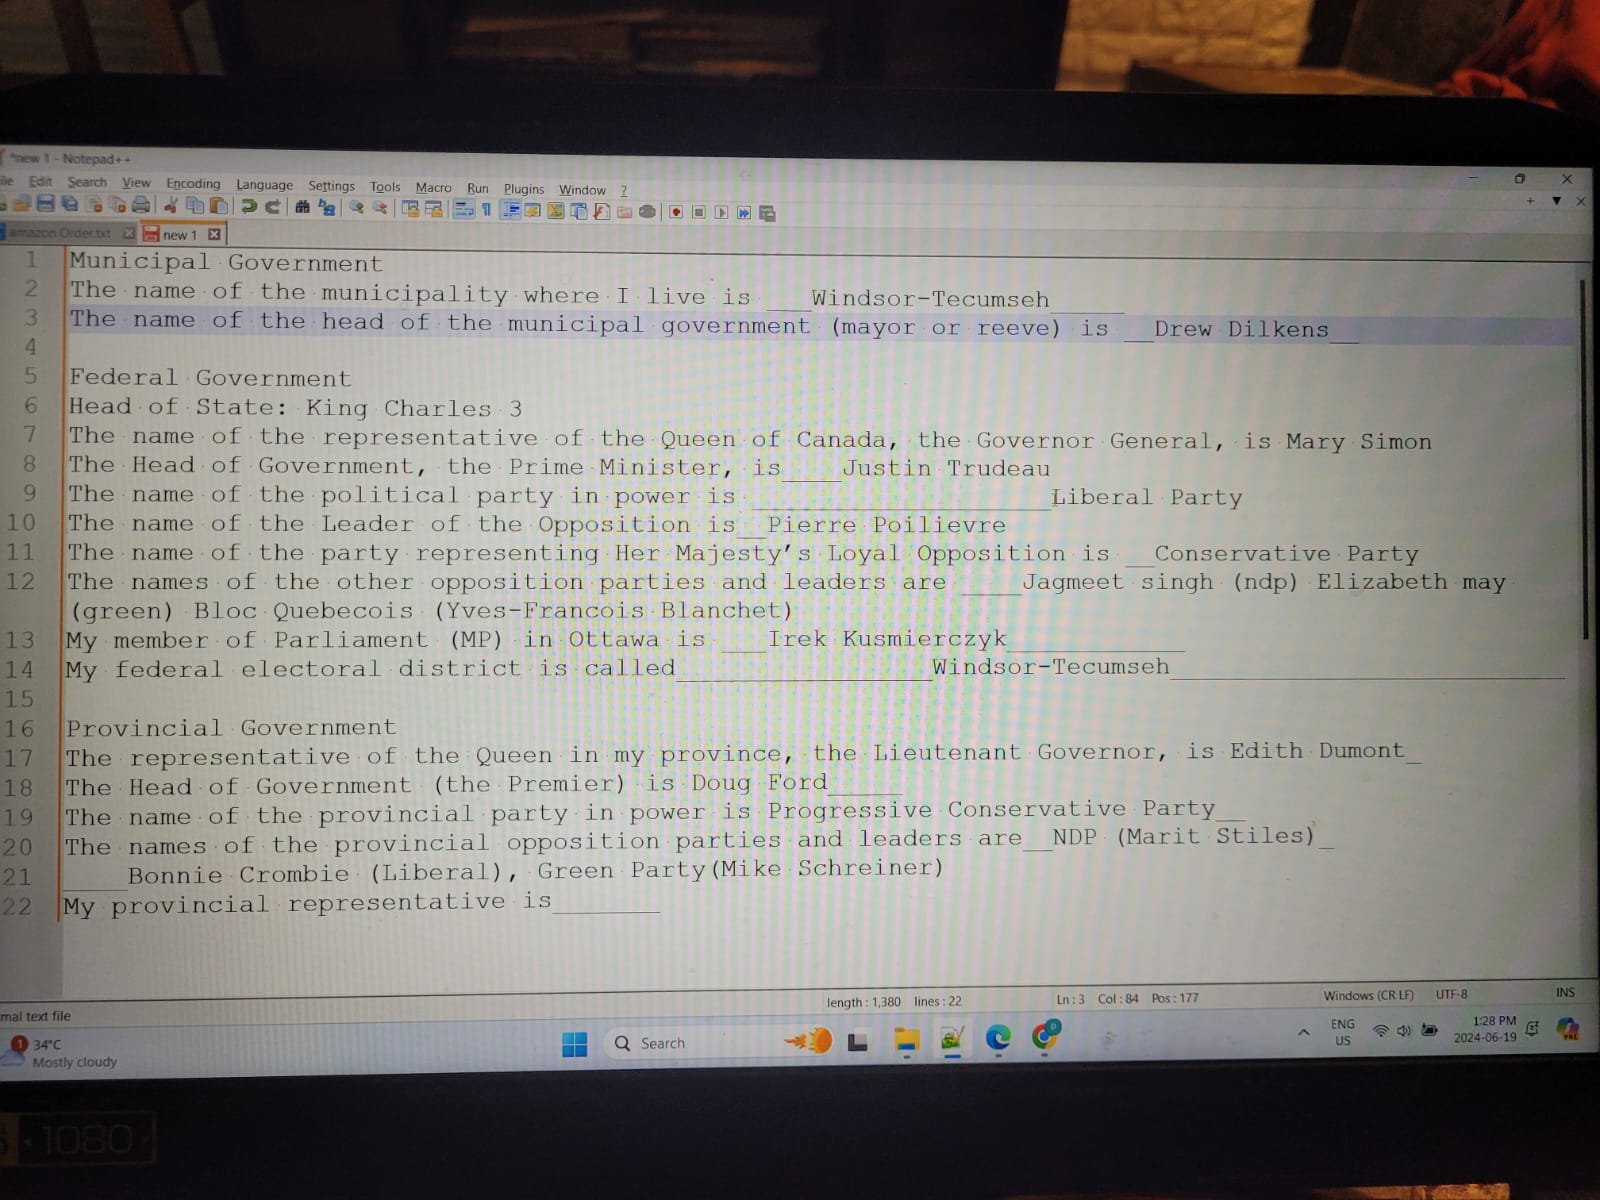 *new 1 - Notepad++
Edit Search View Encoding Language Settings Tools Macro Run Plugins Window ?
amazon Order.txt new 1
1 Municipal Government
2 The name of the municipality where I live is ___Windsor-Tecumseh_____
3 The name of the head of the municipal government (mayor or reeve) is __Drew Dilkens__
4
5 Federal Government
6 Head of State: King Charles 3
7 The name of the representative of the Queen of Canada, the Governor General, is Mary Simon
8 The Head of Government, the Prime Minister, is____Justin Trudeau
9 The name of the political party in power is ____________________Liberal Party
10 The name of the Leader of the Opposition is__Pierre Poilievre
11 The name of the party representing Her Majesty's Loyal Opposition is __Conservative Party
12 The names of the other opposition parties and leaders are ____Jagmeet singh (ndp) Elizabeth may
(green) Bloc Quebecois (Yves-Francois Blanchet)
13 My member of Parliament (MP) in Ottawa is ___Irek Kusmierczyk____________
14 My federal electoral district is called_________________Windsor-Tecumseh__________________________
15
16 Provincial Government
17 The representative of the Queen in my province, the Lieutenant Governor, is Edith Dumont_
18 The Head of Government (the Premier) is Doug Ford_____
19 The name of the provincial party in power is Progressive Conservative Party__
20 The names of the provincial opposition parties and leaders are__NDP (Marit Stiles)_
21 ____Bonnie Crombie (Liberal), Green Party(Mike Schreiner)
22 My provincial representative is_______
length : 1,380 lines : 22 Ln : 3 Col : 84 Pos : 177 Windows (CR LF) UTF-8 INS
text file
1 34°C
Mostly cloudy
Search
ENG
US
1:28 PM
2024-06-19
1080